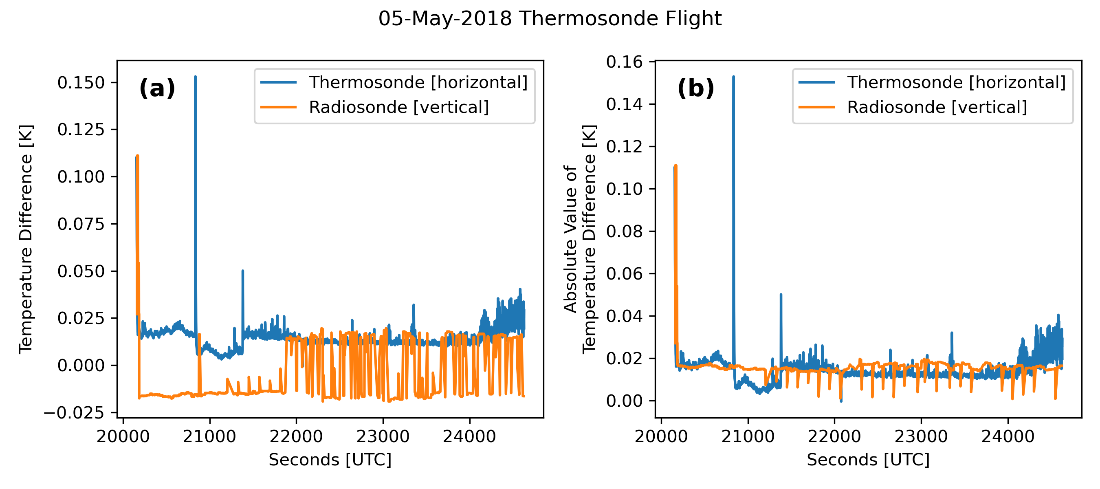 05-May-2018 Thermosonde Flight
(a)
Thermosonde [horizontal]
Radiosonde [vertical]
0.150
0.125
0.100
0.075
0.050
0.025
0.000
−0.025
Temperature Difference [K]
20000 21000 22000 23000 24000
Seconds [UTC]
(b)
Thermosonde [horizontal]
Radiosonde [vertical]
0.16
0.14
0.12
0.10
0.08
0.06
0.04
0.02
0.00
Absolute Value of
Temperature Difference [K]
20000 21000 22000 23000 24000
Seconds [UTC]